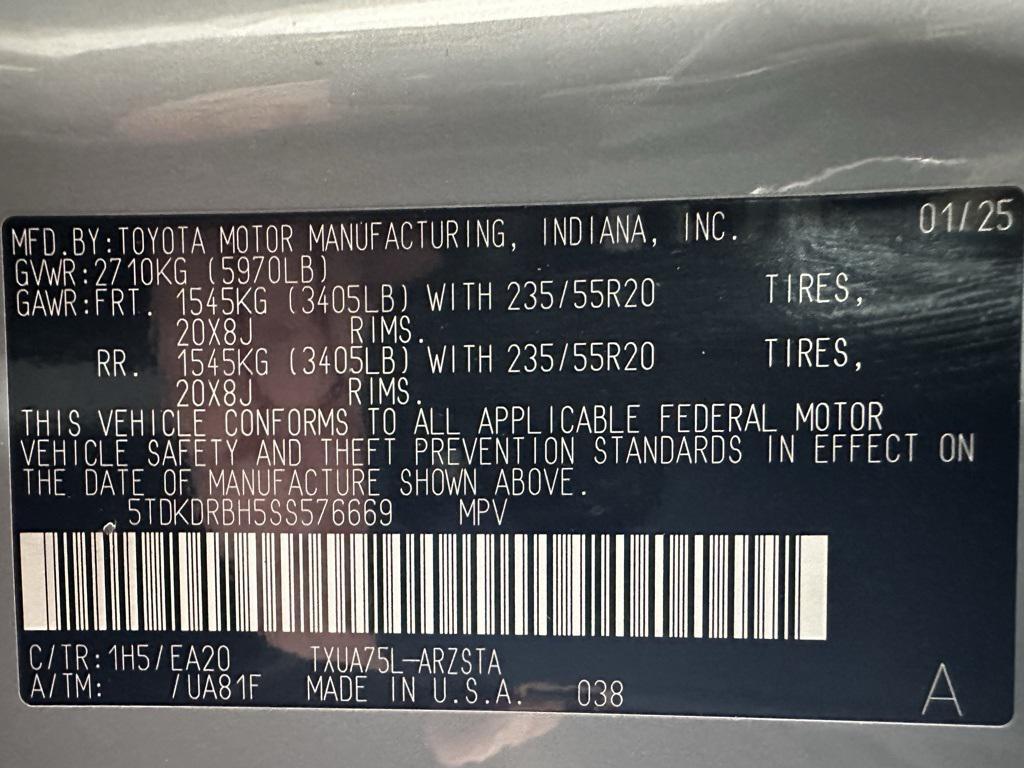 01/25
MFD.BY:TOYOTA MOTOR MANUFACTURING, INDIANA, INC.
GVWR:2710KG (5970LB)
GAWR:FRT. 1545KG (3405LB) WITH 235/55R20 TIRES,
20X8J RIMS.
RR. 1545KG (3405LB) WITH 235/55R20 TIRES,
20X8J RIMS.
THIS VEHICLE CONFORMS TO ALL APPLICABLE FEDERAL MOTOR
VEHICLE SAFETY AND THEFT PREVENTION STANDARDS IN EFFECT ON
THE DATE OF MANUFACTURE SHOWN ABOVE.
5TDKDRBH5SS576669 MPV
C/TR:1H5/EA20 TXUA75L-ARZSTA
A/TM: /UA81F MADE IN U.S.A. 038
A